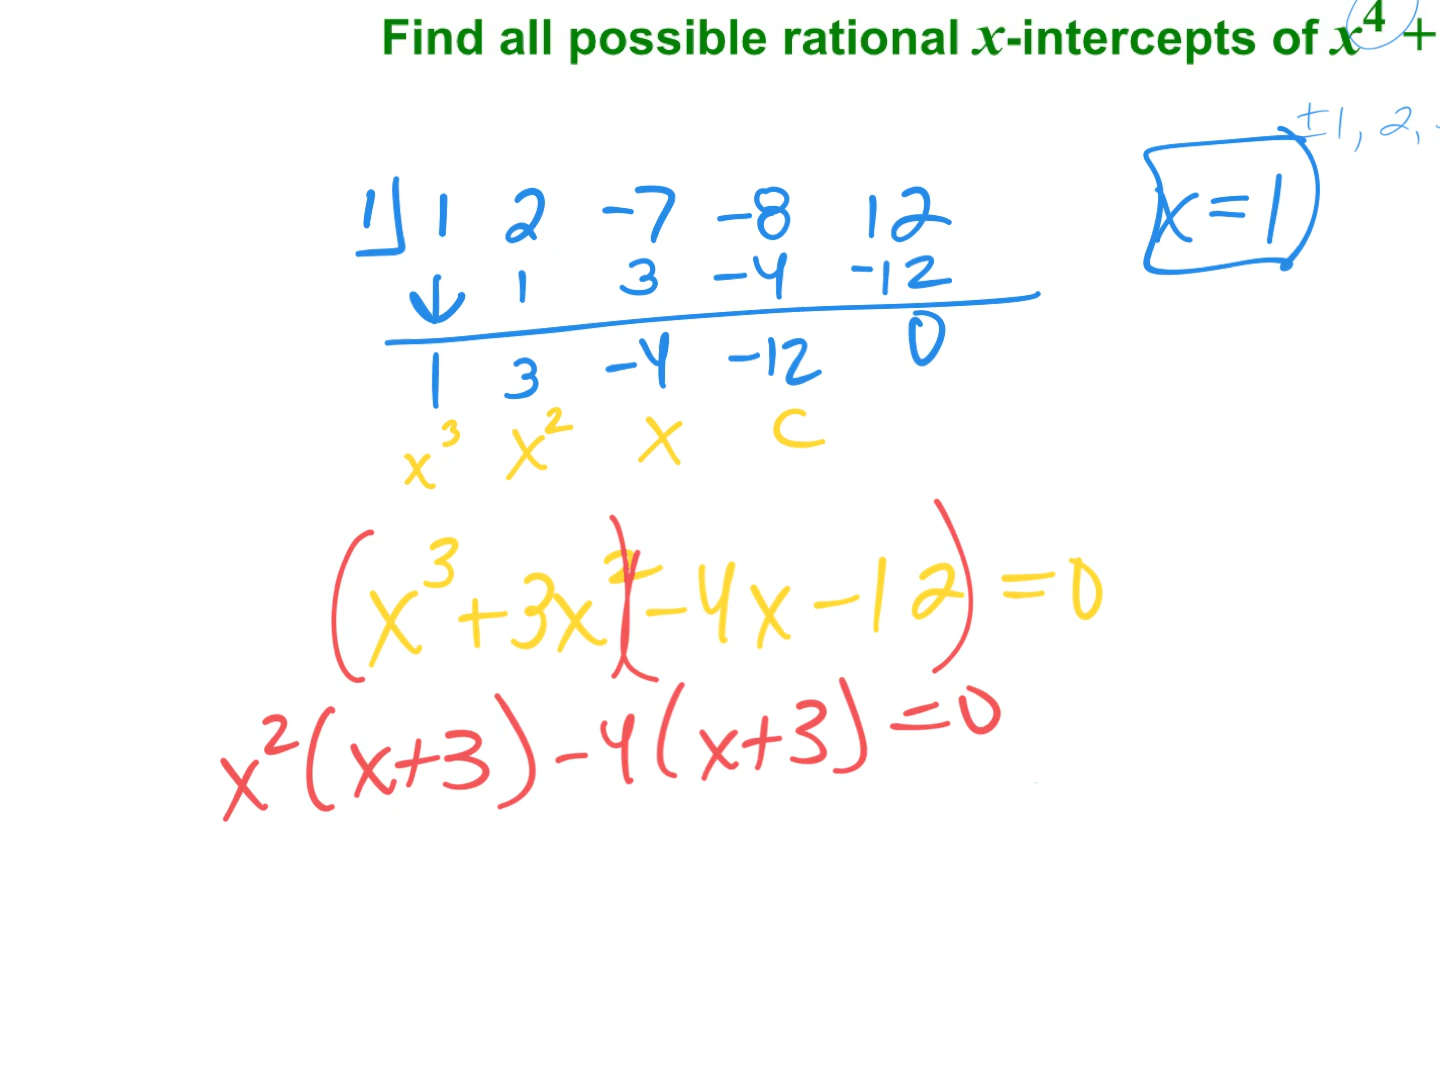 Find all possible rational x-intercepts of x⁴ +
±1, 2,
x=1
1 1 2 -7 -8 12
↓ 1 3 -4 -12
1 3 -4 -12 0
x³ x² x C
(x³+3x²)(-4x-12)=0
x²(x+3)-4(x+3)=0